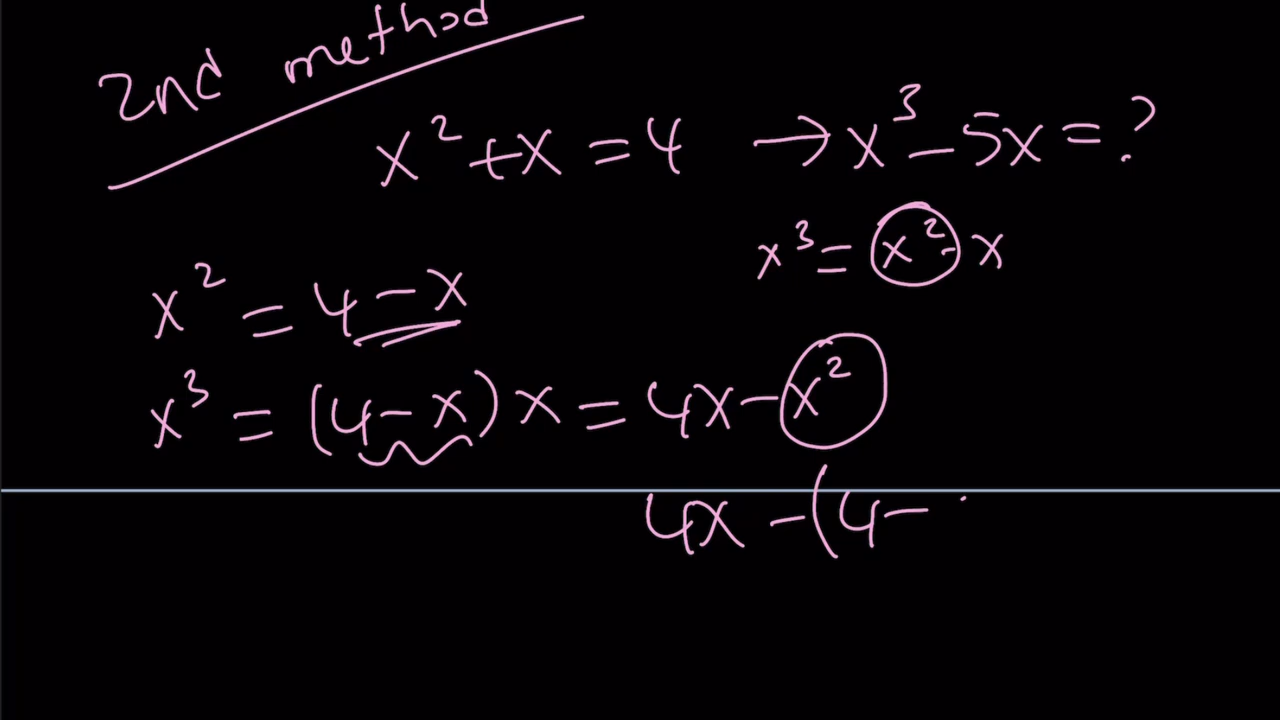 2nd method
x² + x = 4 → x³ - 5x = ?
x³ = x² · x
x² = 4 - x
x³ = (4 - x) x = 4x - x²
4x - (4 -